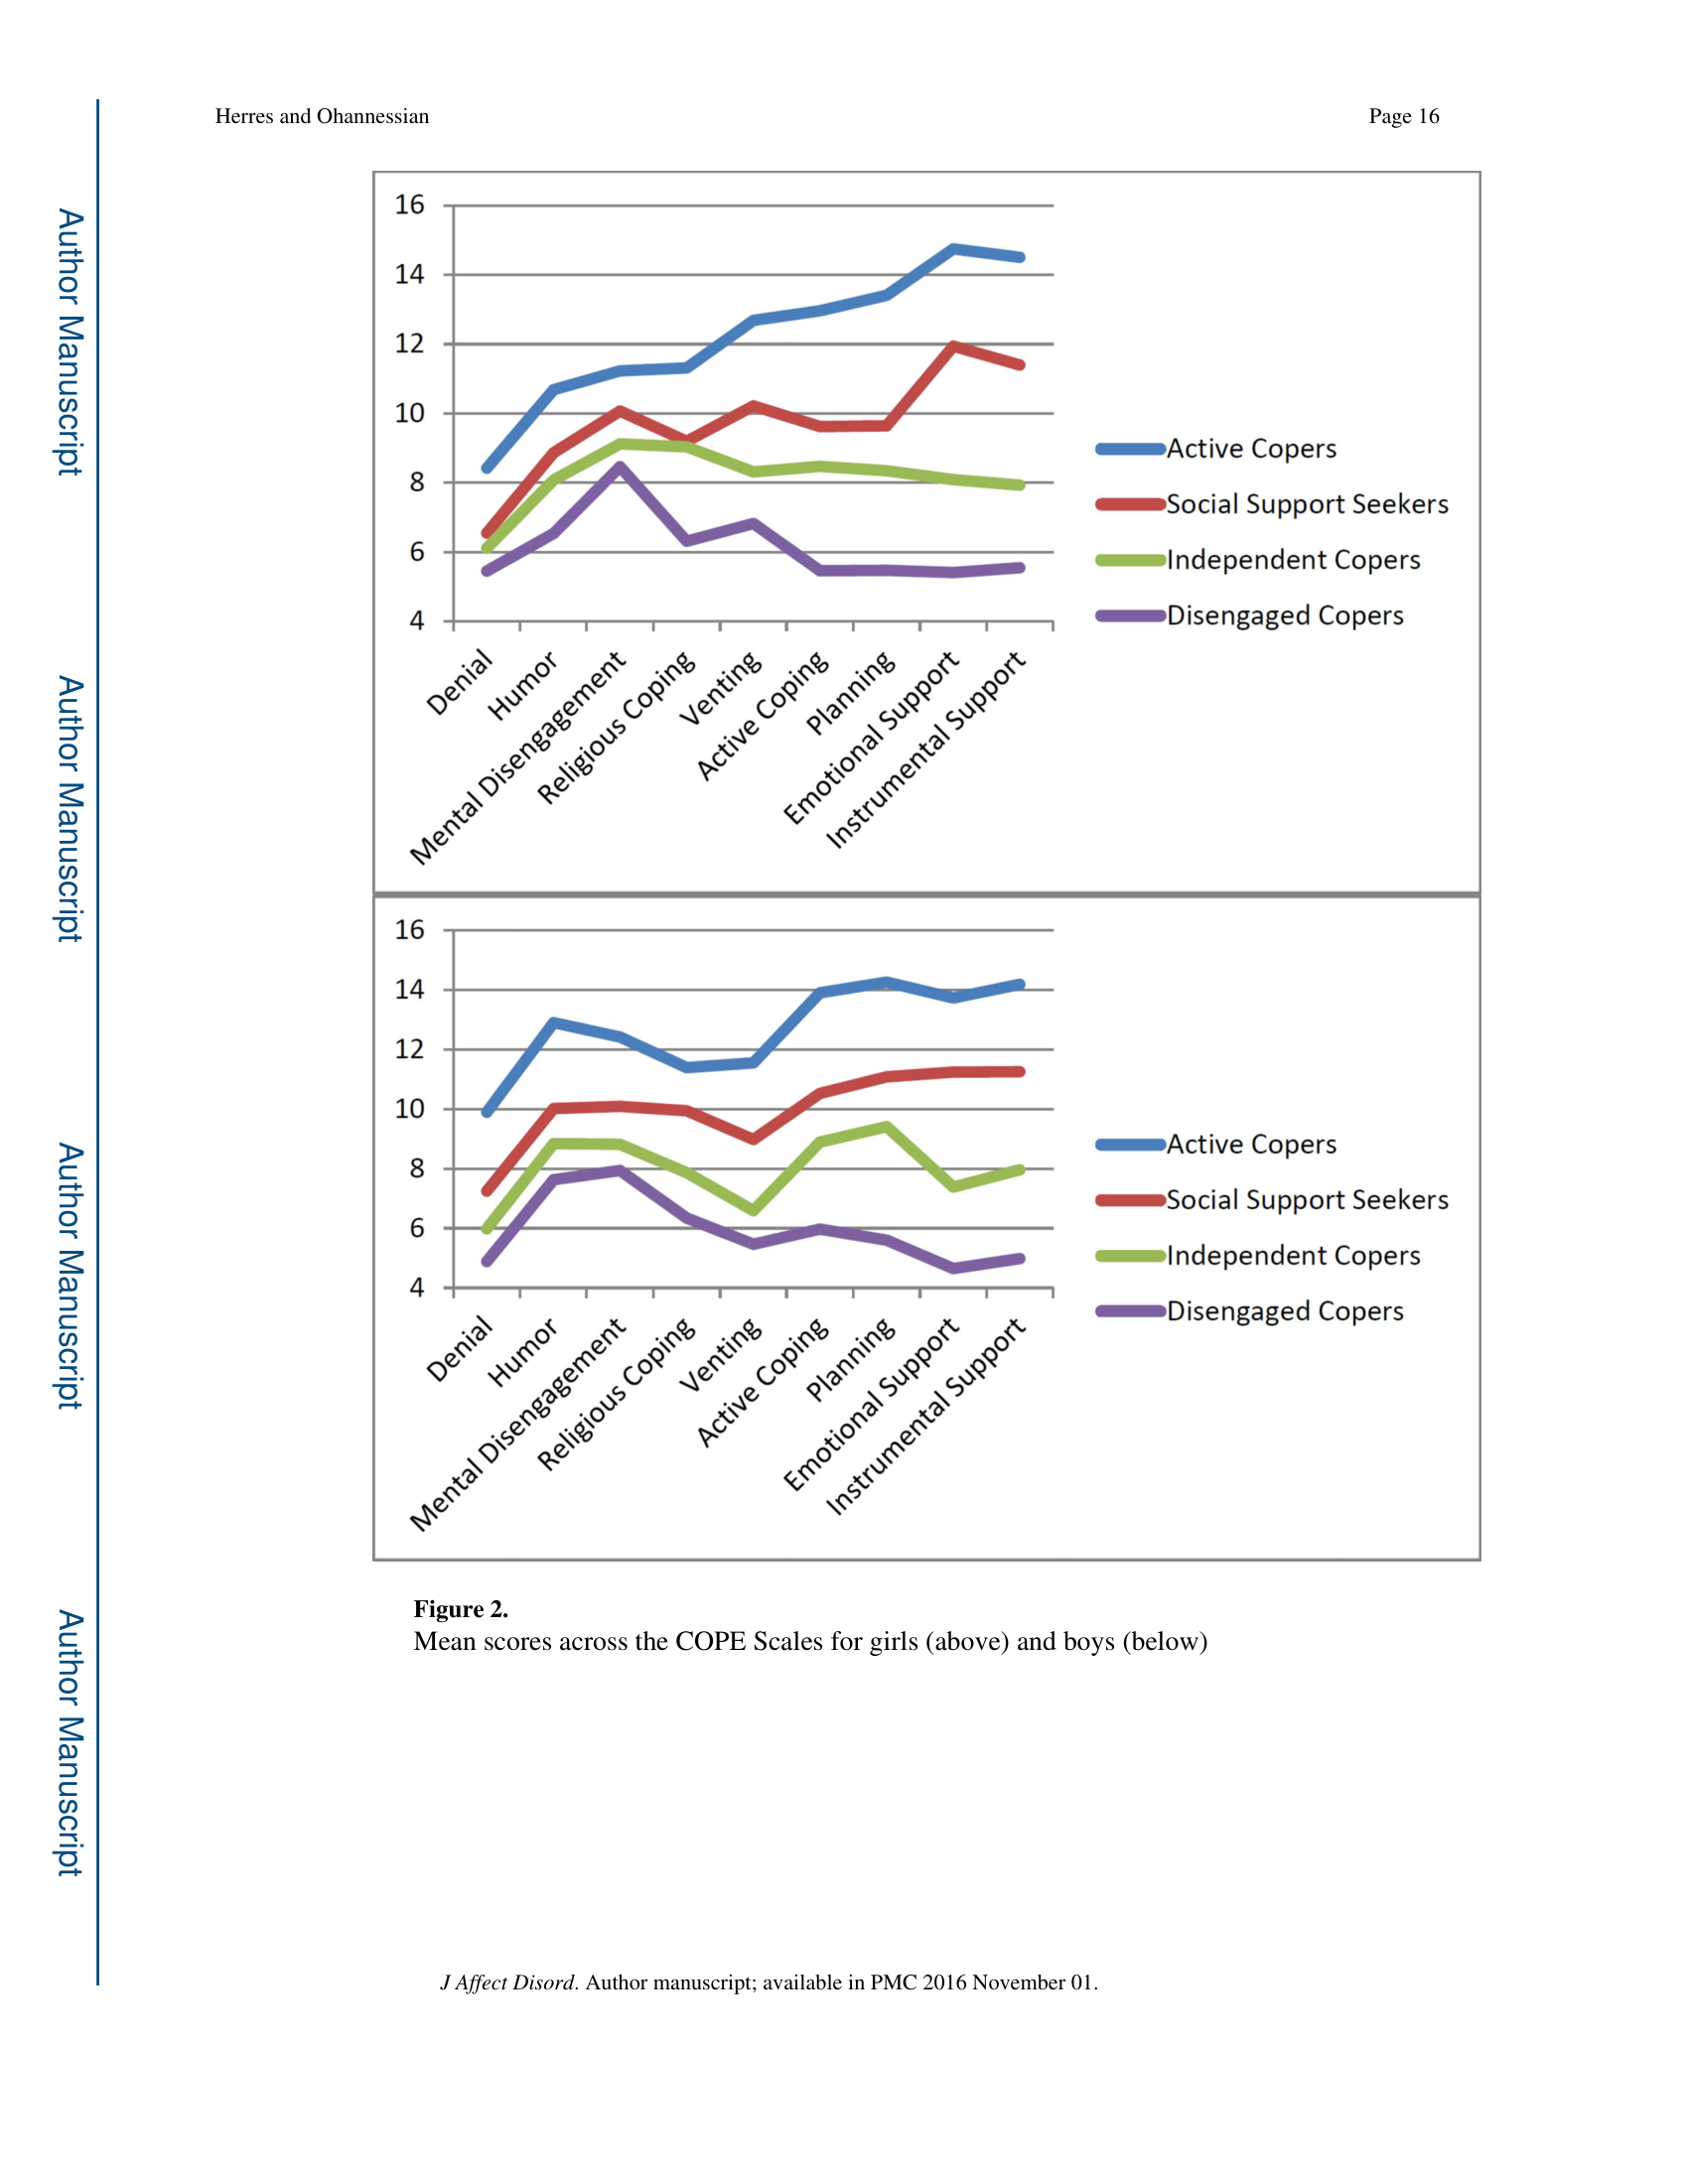 Herres and Ohannessian
Page 16
Author Manuscript
Author Manuscript
Author Manuscript
Author Manuscript
16
14
12
10
8
6
4
Denial
Humor
Mental Disengagement
Religious Coping
Venting
Active Coping
Planning
Emotional Support
Instrumental Support
Active Copers
Social Support Seekers
Independent Copers
Disengaged Copers
16
14
12
10
8
6
4
Denial
Humor
Mental Disengagement
Religious Coping
Venting
Active Coping
Planning
Emotional Support
Instrumental Support
Active Copers
Social Support Seekers
Independent Copers
Disengaged Copers
Figure 2.
Mean scores across the COPE Scales for girls (above) and boys (below)
J Affect Disord. Author manuscript; available in PMC 2016 November 01.